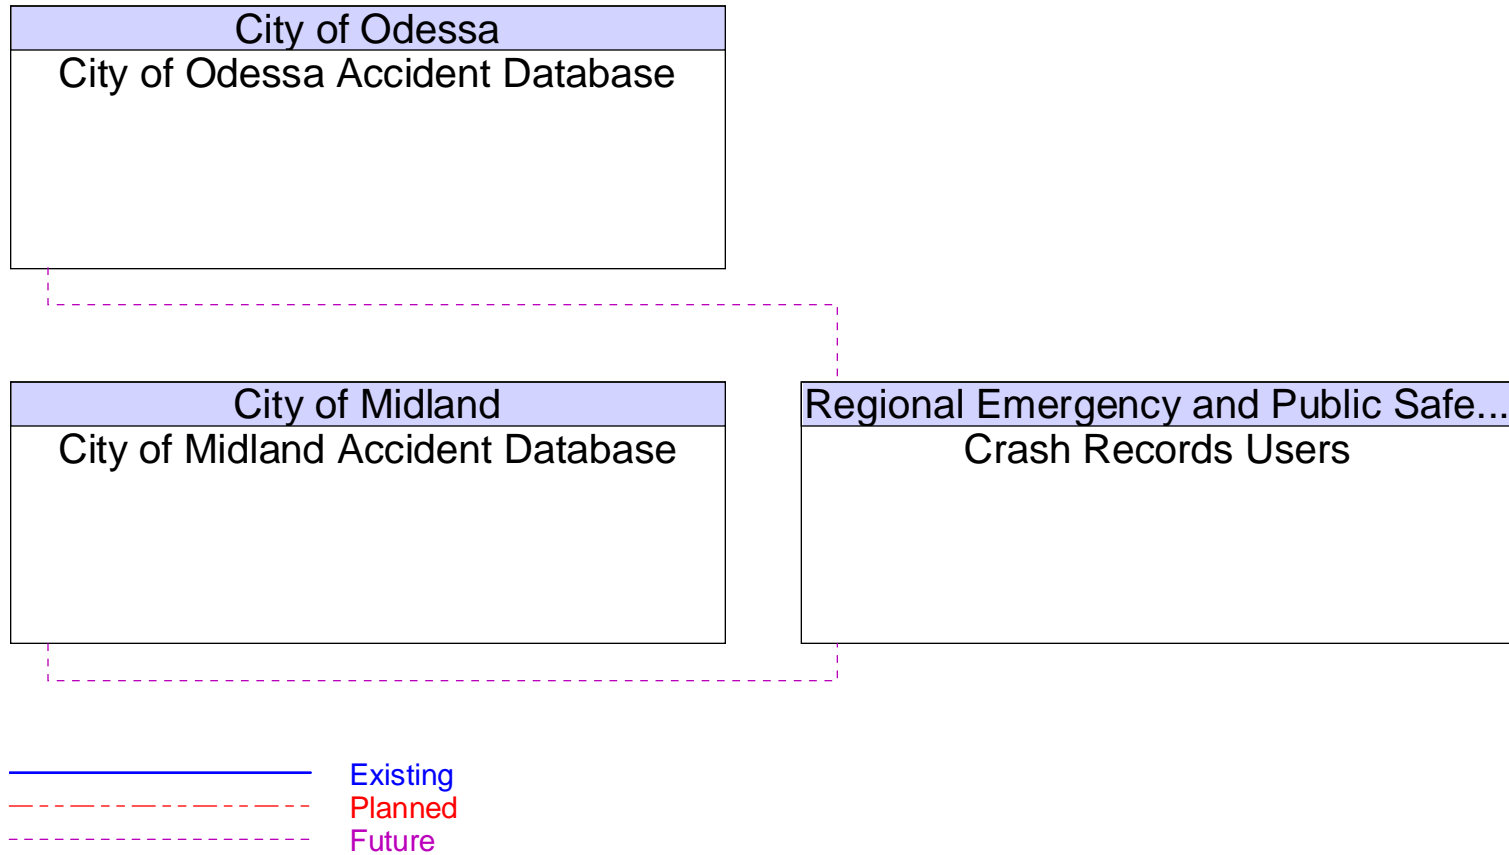 City of Odessa
City of Odessa Accident Database
City of Midland
City of Midland Accident Database
Regional Emergency and Public Safe...
Crash Records Users
Existing
Planned
Future